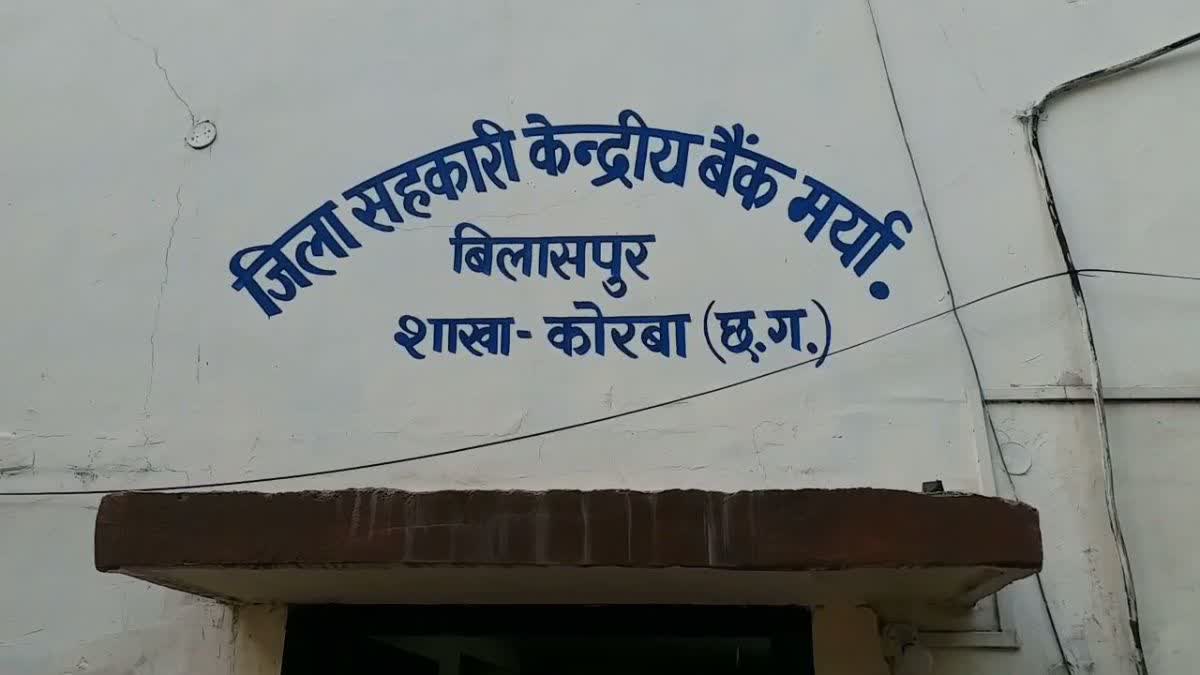 जिला सहकारी केन्द्रीय बैंक मर्या.
बिलासपुर
शाखा- कोरबा (छ.ग.)